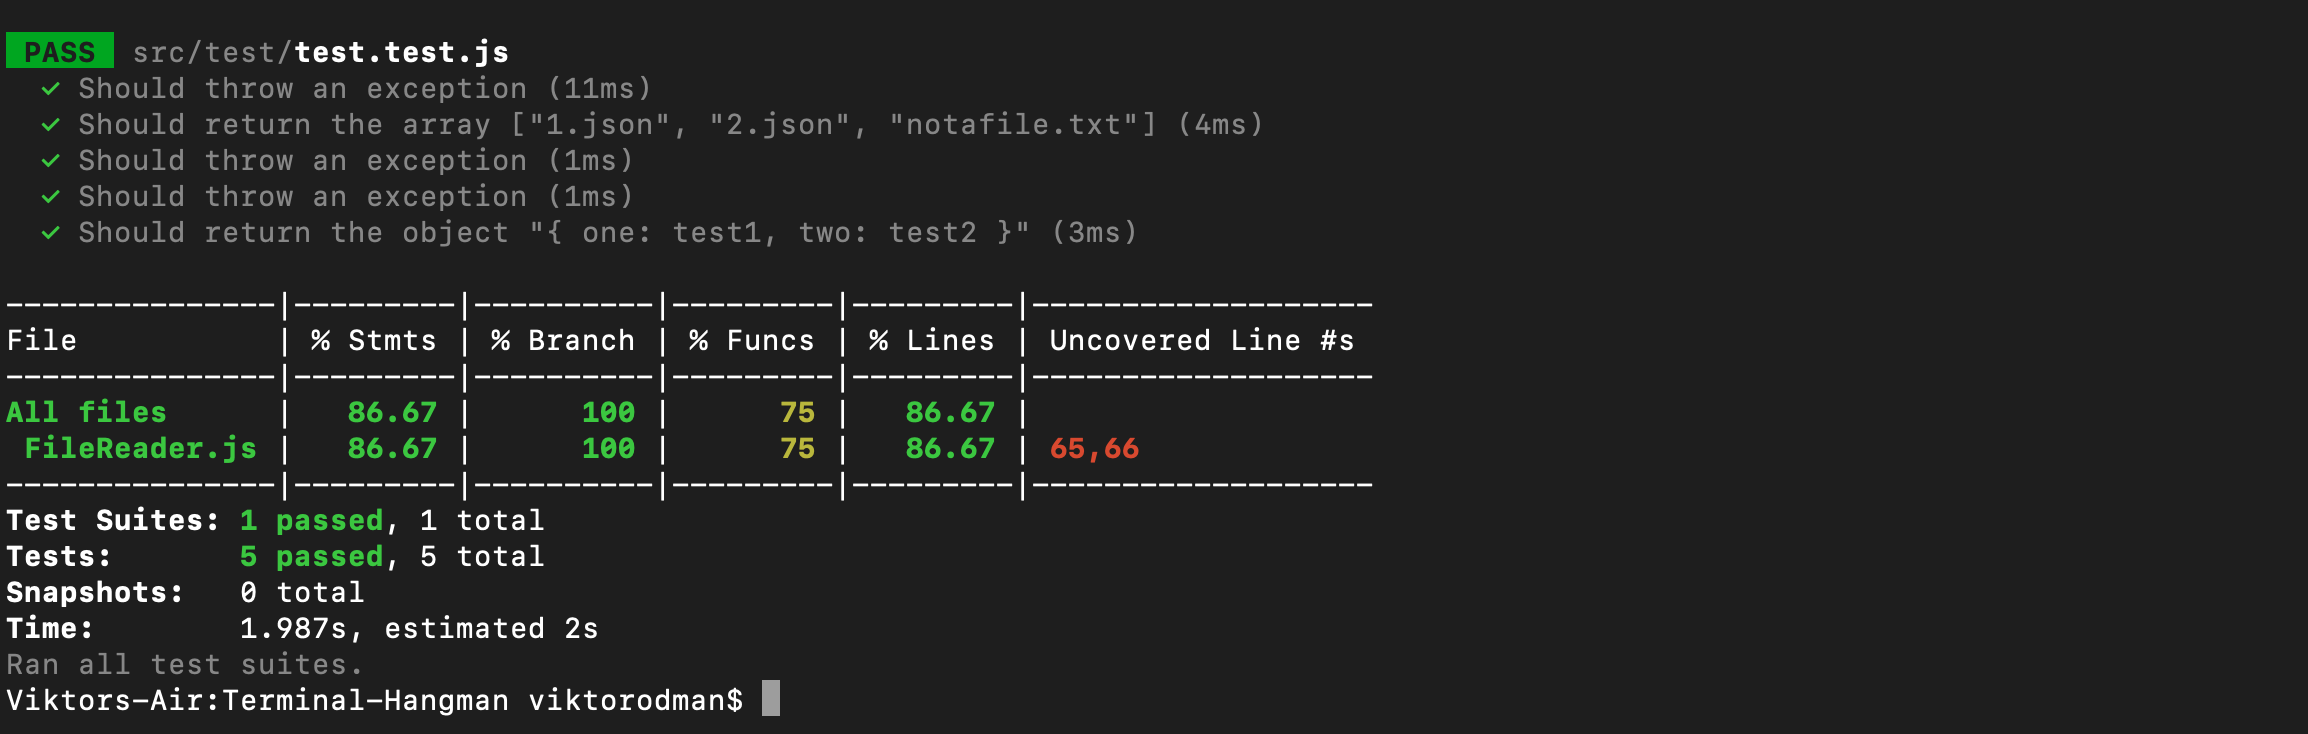 PASS src/test/test.test.js
✓ Should throw an exception (11ms)
✓ Should return the array ["1.json", "2.json", "notafile.txt"] (4ms)
✓ Should throw an exception (1ms)
✓ Should throw an exception (1ms)
✓ Should return the object "{ one: test1, two: test2 }" (3ms)
---------------|---------|----------|---------|---------|-------------------
File           | % Stmts | % Branch | % Funcs | % Lines | Uncovered Line #s
---------------|---------|----------|---------|---------|-------------------
All files      |   86.67 |      100 |      75 |   86.67 |
 FileReader.js |   86.67 |      100 |      75 |   86.67 | 65,66
---------------|---------|----------|---------|---------|-------------------
Test Suites: 1 passed, 1 total
Tests:       5 passed, 5 total
Snapshots:   0 total
Time:        1.987s, estimated 2s
Ran all test suites.
Viktors-Air:Terminal-Hangman viktorodman$